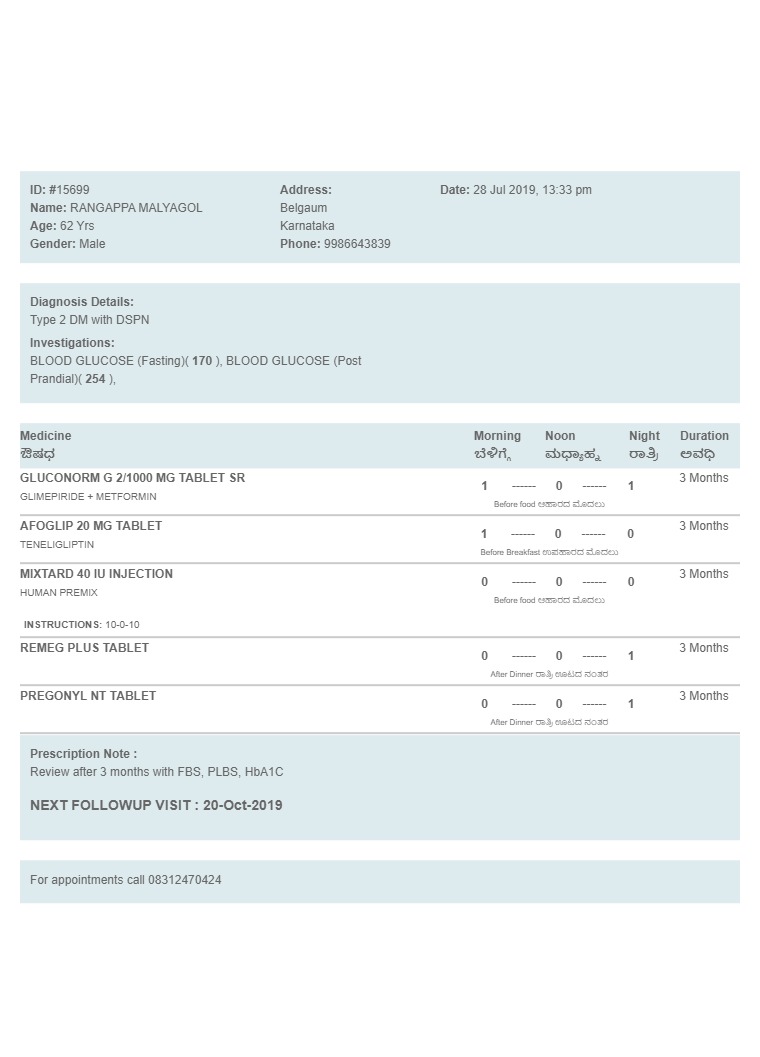 ID: #15699
Name: RANGAPPA MALYAGOL
Age: 62 Yrs
Gender: Male
Address:
Belgaum
Karnataka
Phone: 9986643839
Date: 28 Jul 2019, 13:33 pm
Diagnosis Details:
Type 2 DM with DSPN
Investigations:
BLOOD GLUCOSE (Fasting)( 170 ), BLOOD GLUCOSE (Post
Prandial)( 254 ),
Medicine Morning Noon Night Duration
ಔಷಧ ಬೆಳಿಗ್ಗೆ ಮಧ್ಯಾಹ್ನ ರಾತ್ರಿ ಅವಧಿ
GLUCONORM G 2/1000 MG TABLET SR 1 ------ 0 ------ 1 3 Months
GLIMEPIRIDE + METFORMIN
Before food ಆಹಾರದ ಮೊದಲು
AFOGLIP 20 MG TABLET 1 ------ 0 ------ 0 3 Months
TENELIGLIPTIN
Before Breakfast ಉಪಹಾರದ ಮೊದಲು
MIXTARD 40 IU INJECTION 0 ------ 0 ------ 0 3 Months
HUMAN PREMIX
Before food ಆಹಾರದ ಮೊದಲು
INSTRUCTIONS: 10-0-10
REMEG PLUS TABLET 0 ------ 0 ------ 1 3 Months
After Dinner ರಾತ್ರಿ ಊಟದ ನಂತರ
PREGONYL NT TABLET 0 ------ 0 ------ 1 3 Months
After Dinner ರಾತ್ರಿ ಊಟದ ನಂತರ
Prescription Note :
Review after 3 months with FBS, PLBS, HbA1C
NEXT FOLLOWUP VISIT : 20-Oct-2019
For appointments call 08312470424